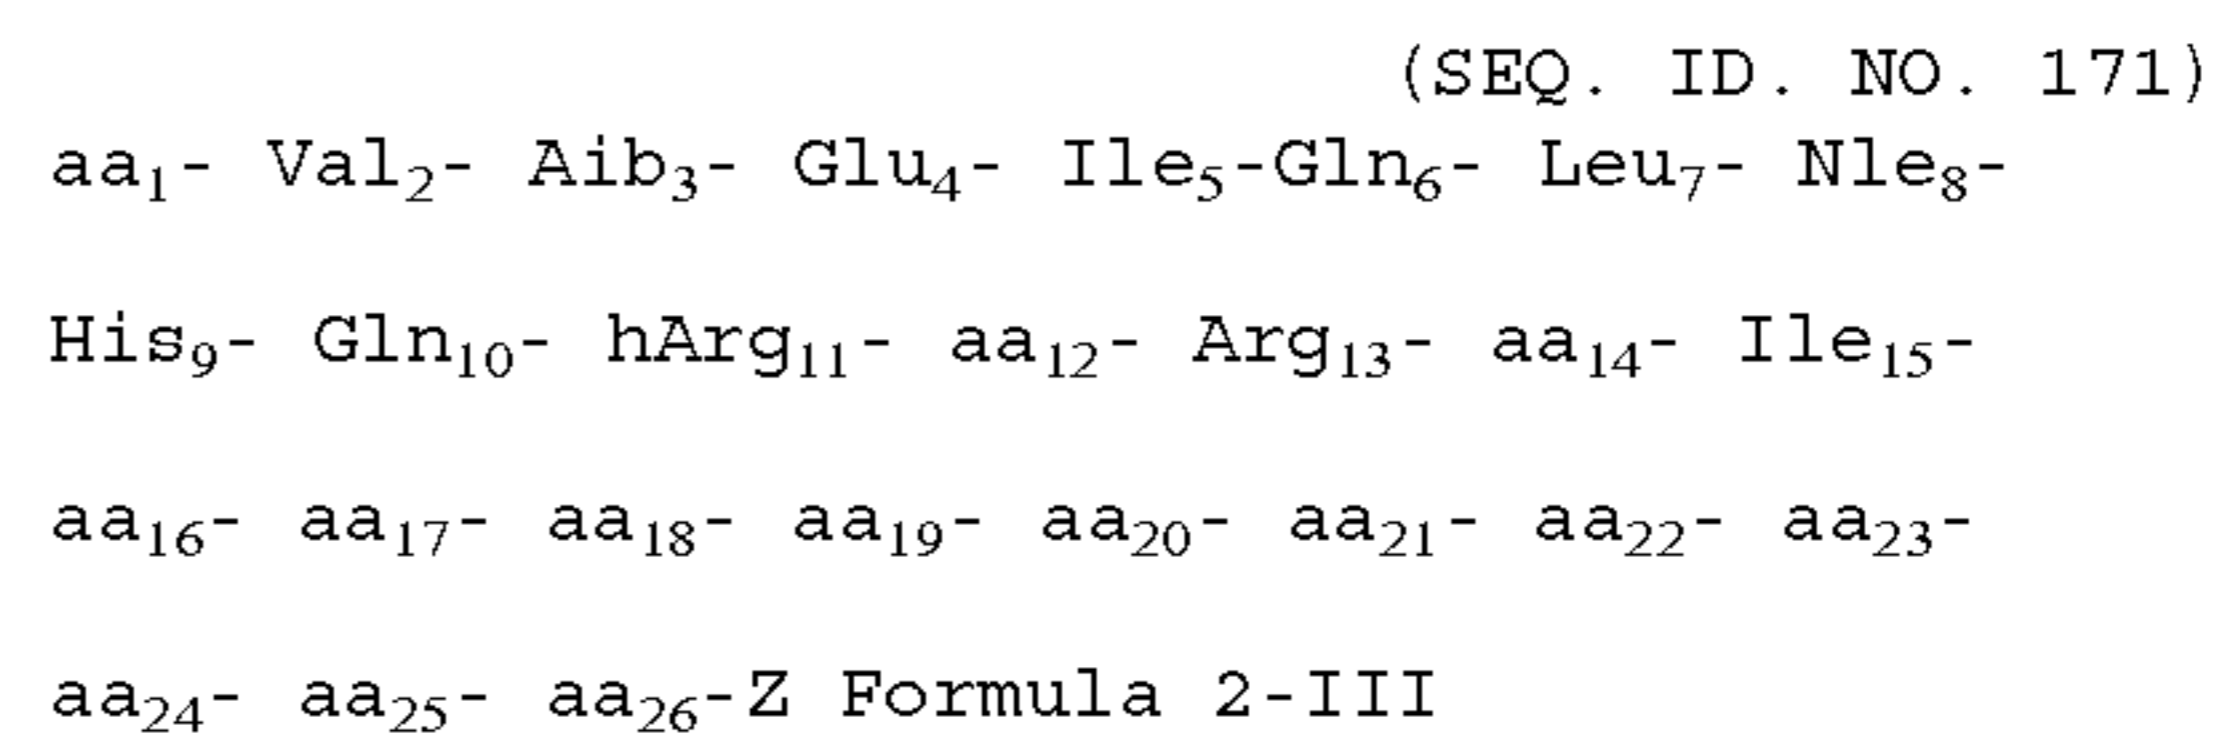 (SEQ. ID. NO. 171)
aa₁- Val₂- Aib₃- Glu₄- Ile₅-Gln₆- Leu₇- Nle₈-
His₉- Gln₁₀- hArg₁₁- aa₁₂- Arg₁₃- aa₁₄- Ile₁₅-
aa₁₆- aa₁₇- aa₁₈- aa₁₉- aa₂₀- aa₂₁- aa₂₂- aa₂₃-
aa₂₄- aa₂₅- aa₂₆-Z Formula 2-III